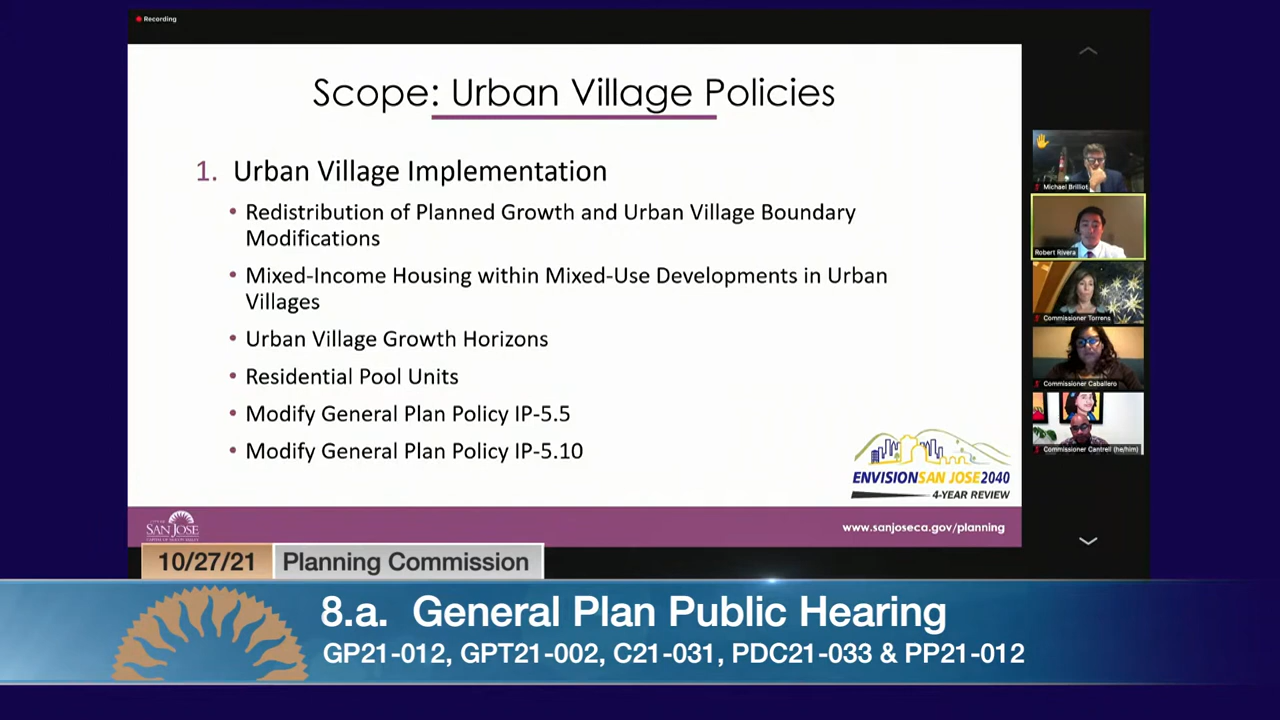 Recording
Scope: Urban Village Policies
1. Urban Village Implementation
• Redistribution of Planned Growth and Urban Village Boundary
Modifications
• Mixed-Income Housing within Mixed-Use Developments in Urban
Villages
• Urban Village Growth Horizons
• Residential Pool Units
• Modify General Plan Policy IP-5.5
• Modify General Plan Policy IP-5.10
ENVISION SAN JOSE 2040
4-YEAR REVIEW
CITY OF
SAN JOSE
CAPITAL OF SILICON VALLEY
www.sanjoseca.gov/planning
Michael Brilliot
Robert Rivera
Commissioner Torrens
Commissioner Caballero
Commissioner Cantrell (he/him)
10/27/21 Planning Commission
8.a. General Plan Public Hearing
GP21-012, GPT21-002, C21-031, PDC21-033 & PP21-012